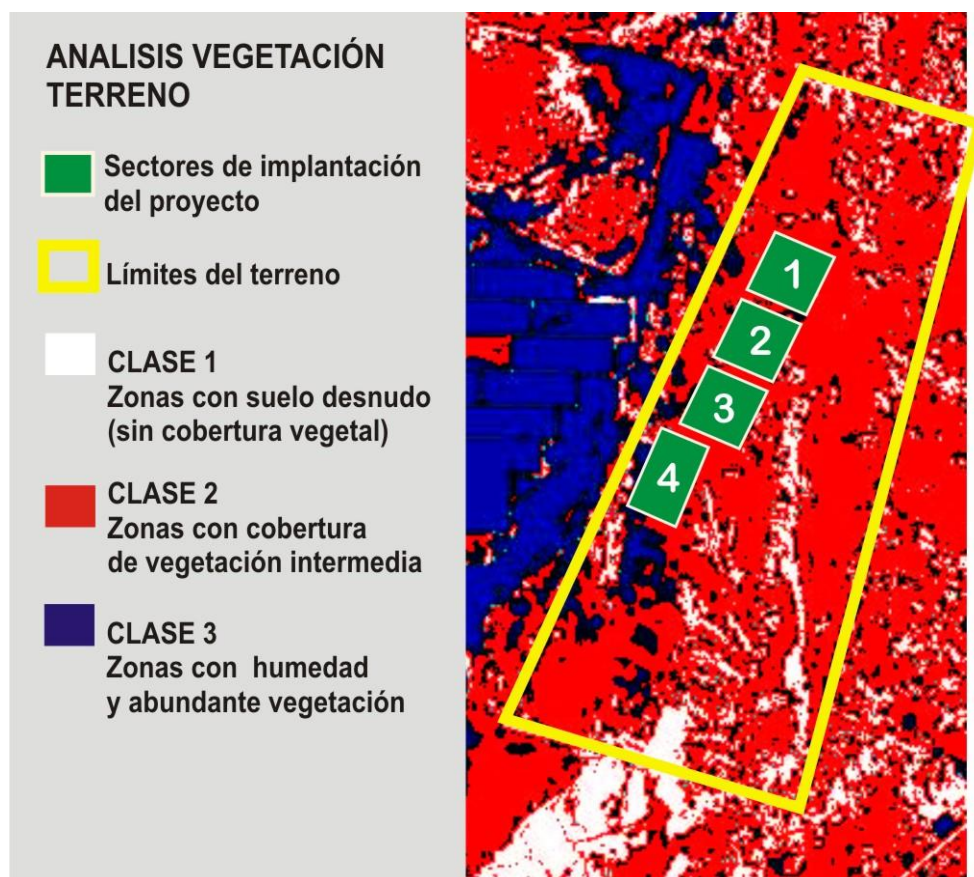 ANALISIS VEGETACIÓN
TERRENO
Sectores de implantación
del proyecto
Límites del terreno
CLASE 1
Zonas con suelo desnudo
(sin cobertura vegetal)
CLASE 2
Zonas con cobertura
de vegetación intermedia
CLASE 3
Zonas con humedad
y abundante vegetación
1
2
3
4